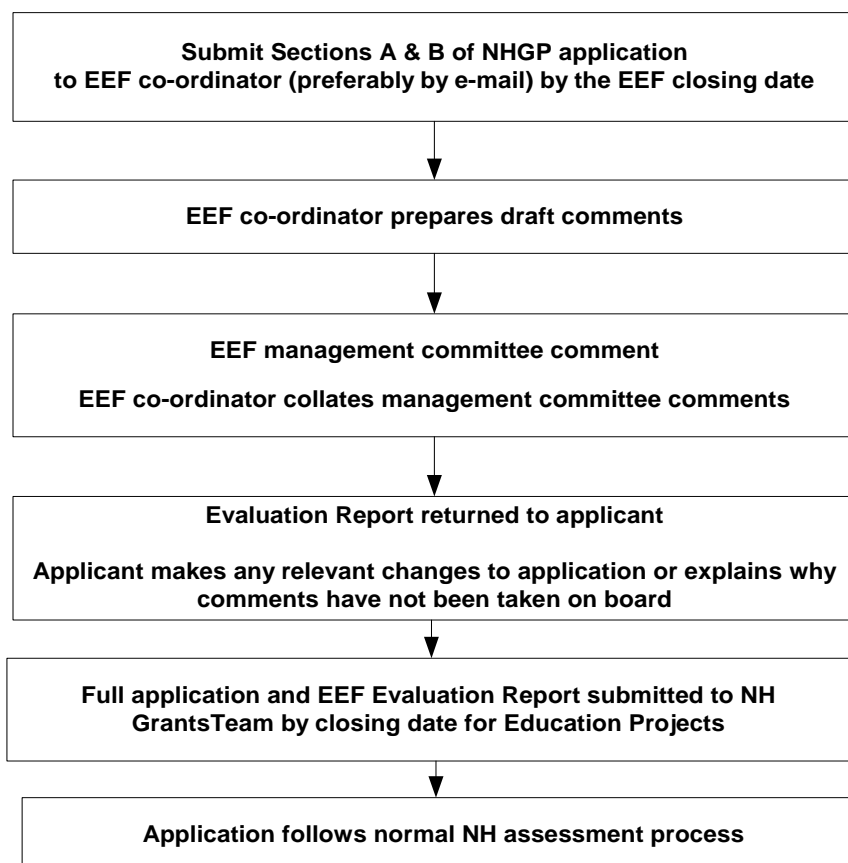 Submit Sections A & B of NHGP application
to EEF co-ordinator (preferably by e-mail) by the EEF closing date
EEF co-ordinator prepares draft comments
EEF management committee comment
EEF co-ordinator collates management committee comments
Evaluation Report returned to applicant
Applicant makes any relevant changes to application or explains why
comments have not been taken on board
Full application and EEF Evaluation Report submitted to NH
GrantsTeam by closing date for Education Projects
Application follows normal NH assessment process